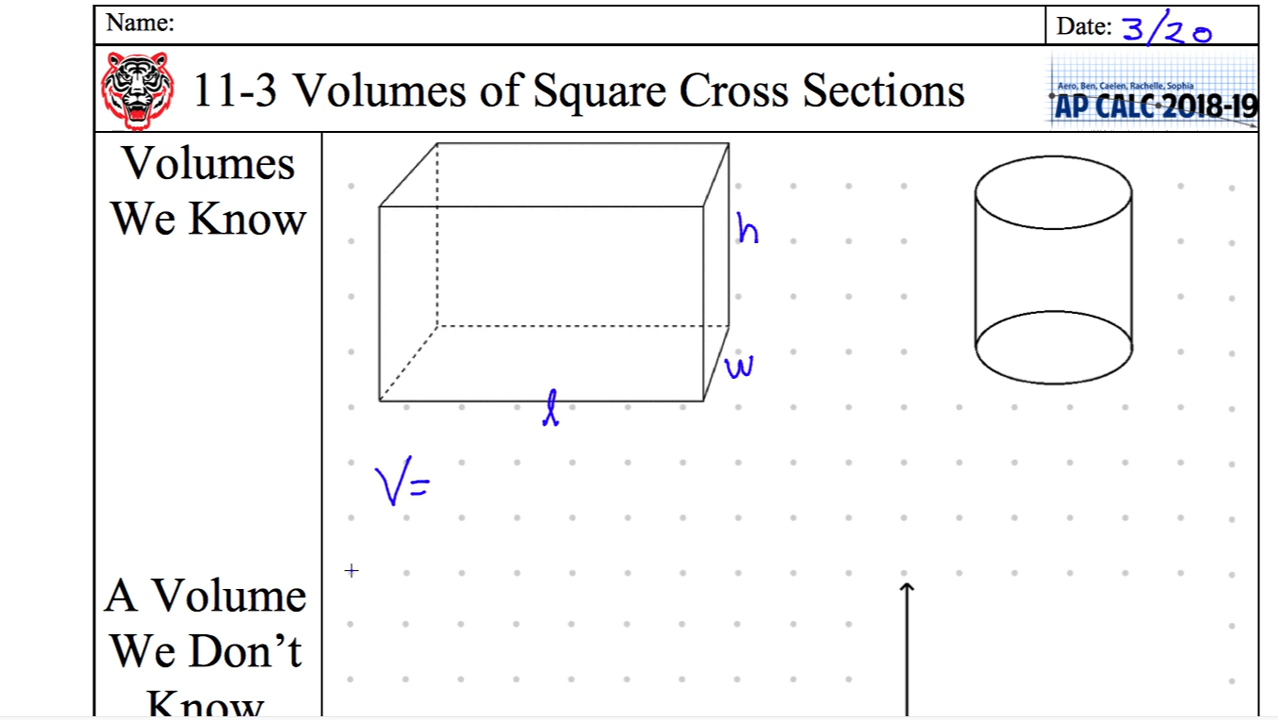 Name:
Date: 3/20
11-3 Volumes of Square Cross Sections
Aero, Ben, Caelen, Rachelle, Sophia
AP CALC 2018-19
Volumes
We Know
h
w
l
V=
A Volume
We Don’t
Know